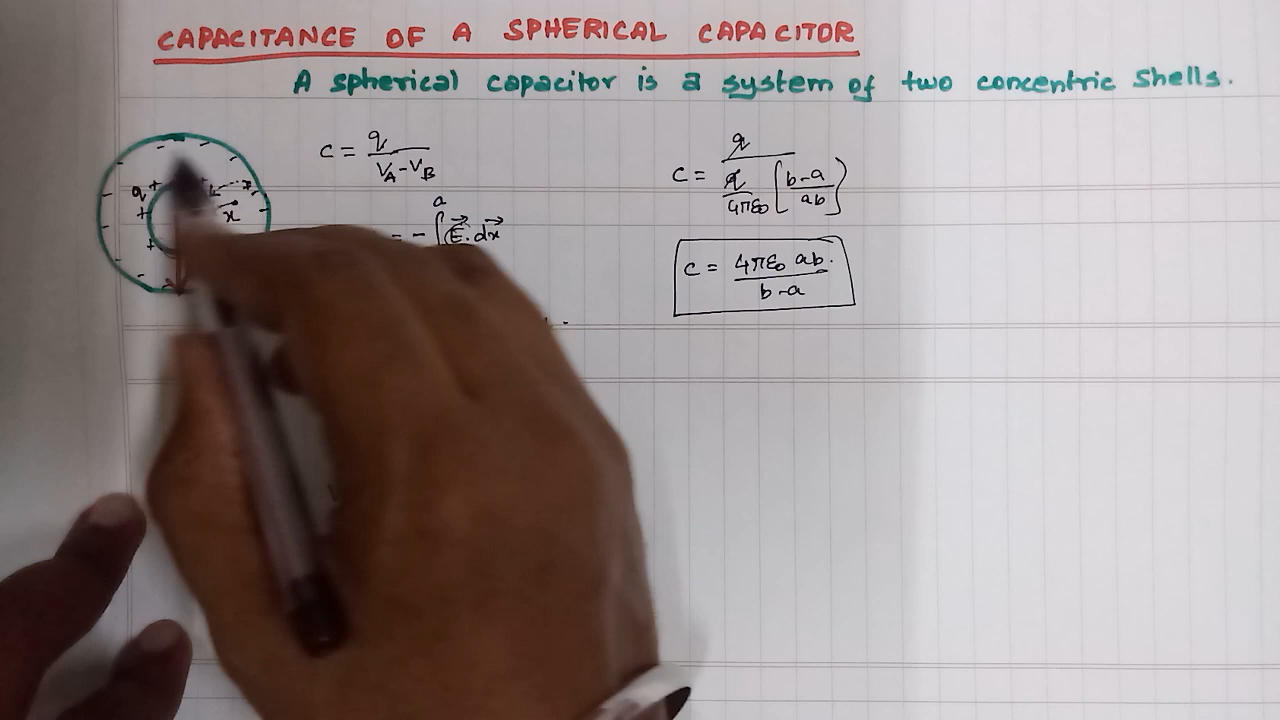 CAPACITANCE OF A SPHERICAL CAPACITOR
A spherical capacitor is a system of two concentric shells.
C = q / V_A - V_B
= - ∫ a E⃗ . dx⃗
q
x
C = q / q/4πε₀ [b-a / ab]
C = 4πε₀ ab / b-a